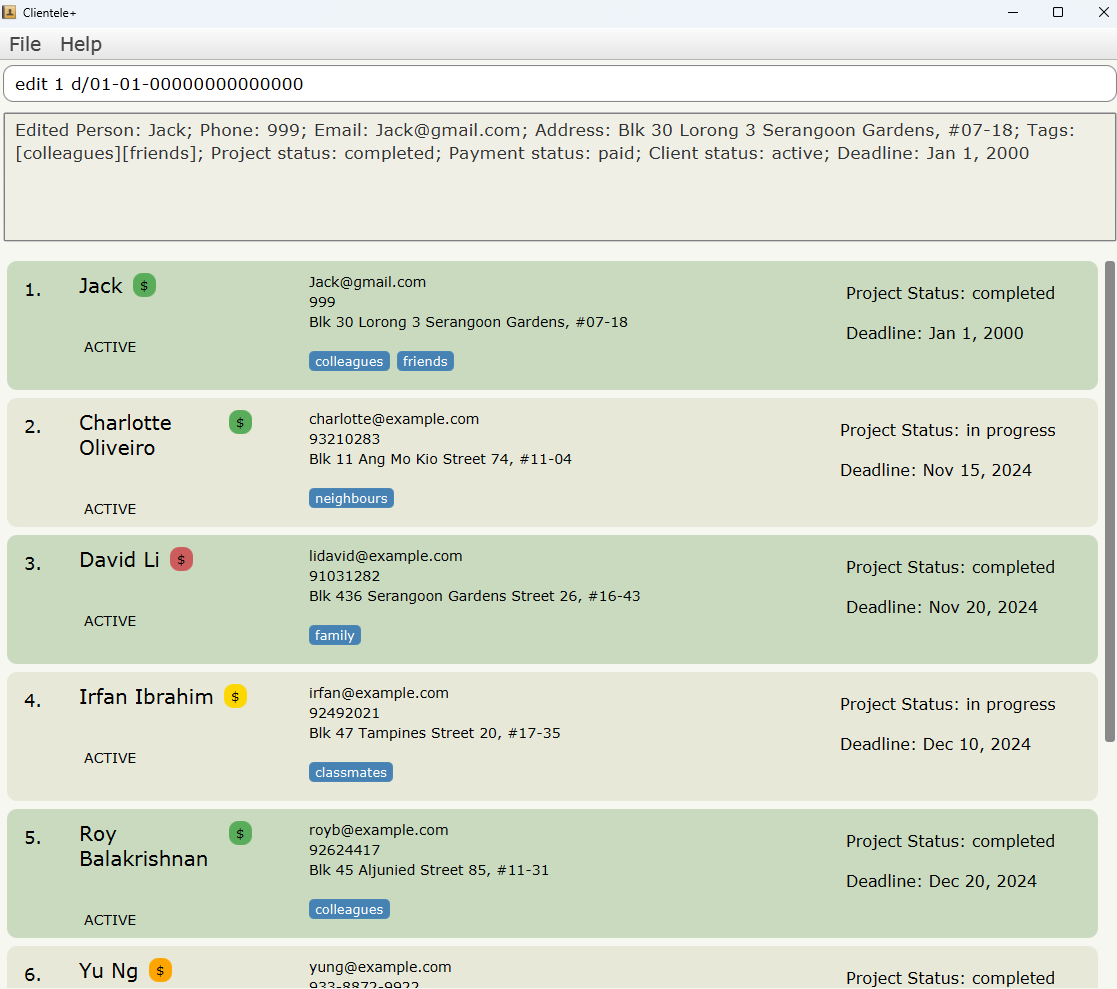 Clientele+
File Help
edit 1 d/01-01-00000000000000
Edited Person: Jack; Phone: 999; Email: Jack@gmail.com; Address: Blk 30 Lorong 3 Serangoon Gardens, #07-18; Tags:
[colleagues][friends]; Project status: completed; Payment status: paid; Client status: active; Deadline: Jan 1, 2000
1. Jack $
ACTIVE
Jack@gmail.com
999
Blk 30 Lorong 3 Serangoon Gardens, #07-18
colleagues friends
Project Status: completed
Deadline: Jan 1, 2000
2. Charlotte $
Oliveiro
ACTIVE
charlotte@example.com
93210283
Blk 11 Ang Mo Kio Street 74, #11-04
neighbours
Project Status: in progress
Deadline: Nov 15, 2024
3. David Li $
ACTIVE
lidavid@example.com
91031282
Blk 436 Serangoon Gardens Street 26, #16-43
family
Project Status: completed
Deadline: Nov 20, 2024
4. Irfan Ibrahim $
ACTIVE
irfan@example.com
92492021
Blk 47 Tampines Street 20, #17-35
classmates
Project Status: in progress
Deadline: Dec 10, 2024
5. Roy $
Balakrishnan
ACTIVE
royb@example.com
92624417
Blk 45 Aljunied Street 85, #11-31
colleagues
Project Status: completed
Deadline: Dec 20, 2024
6. Yu Ng $
yung@example.com
933-8872-9922
Project Status: completed